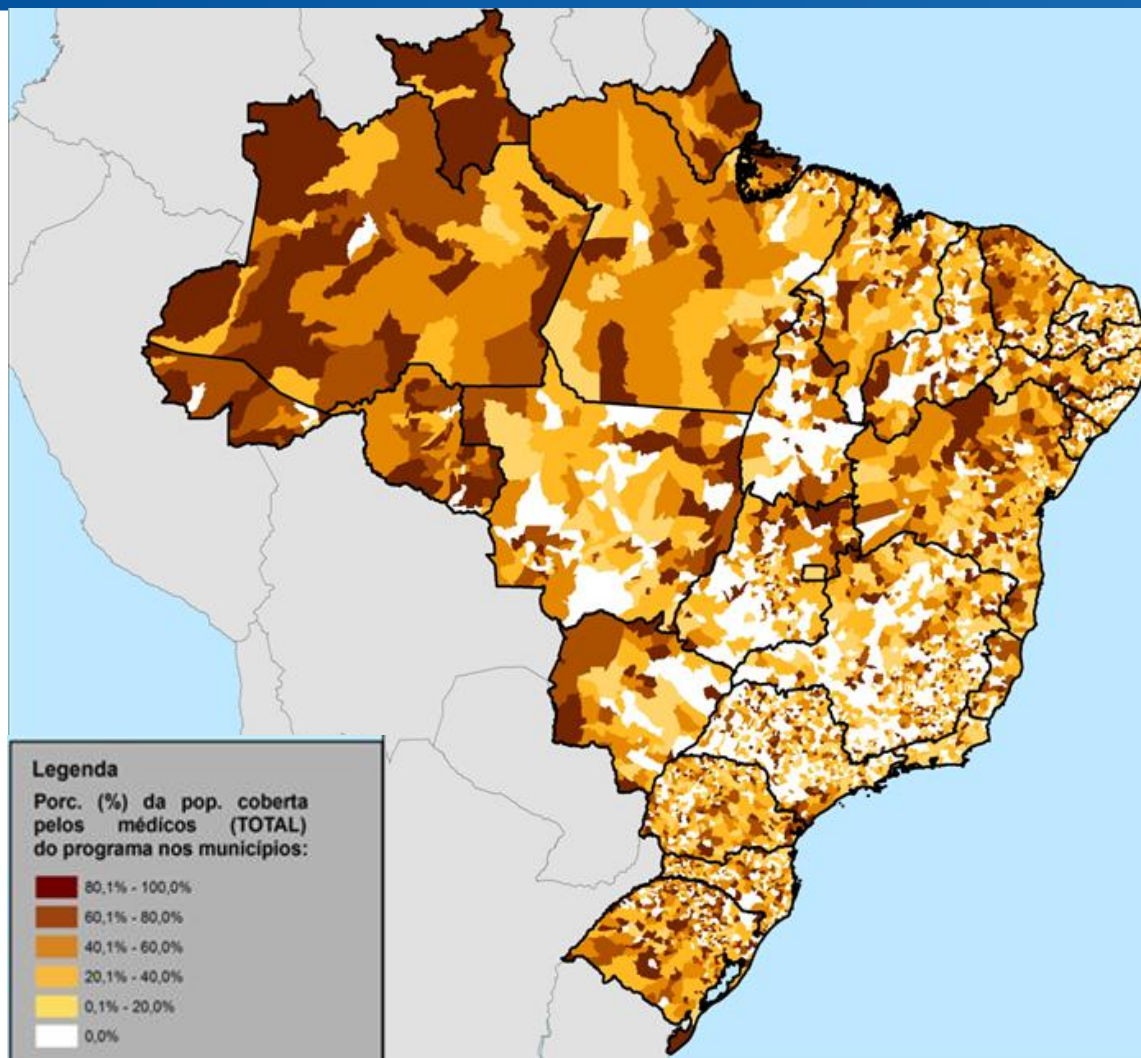 Legenda
Porc. (%) da pop. coberta
pelos médicos (TOTAL)
do programa nos municípios:
80,1% - 100,0%
60,1% - 80,0%
40,1% - 60,0%
20,1% - 40,0%
0,1% - 20,0%
0,0%